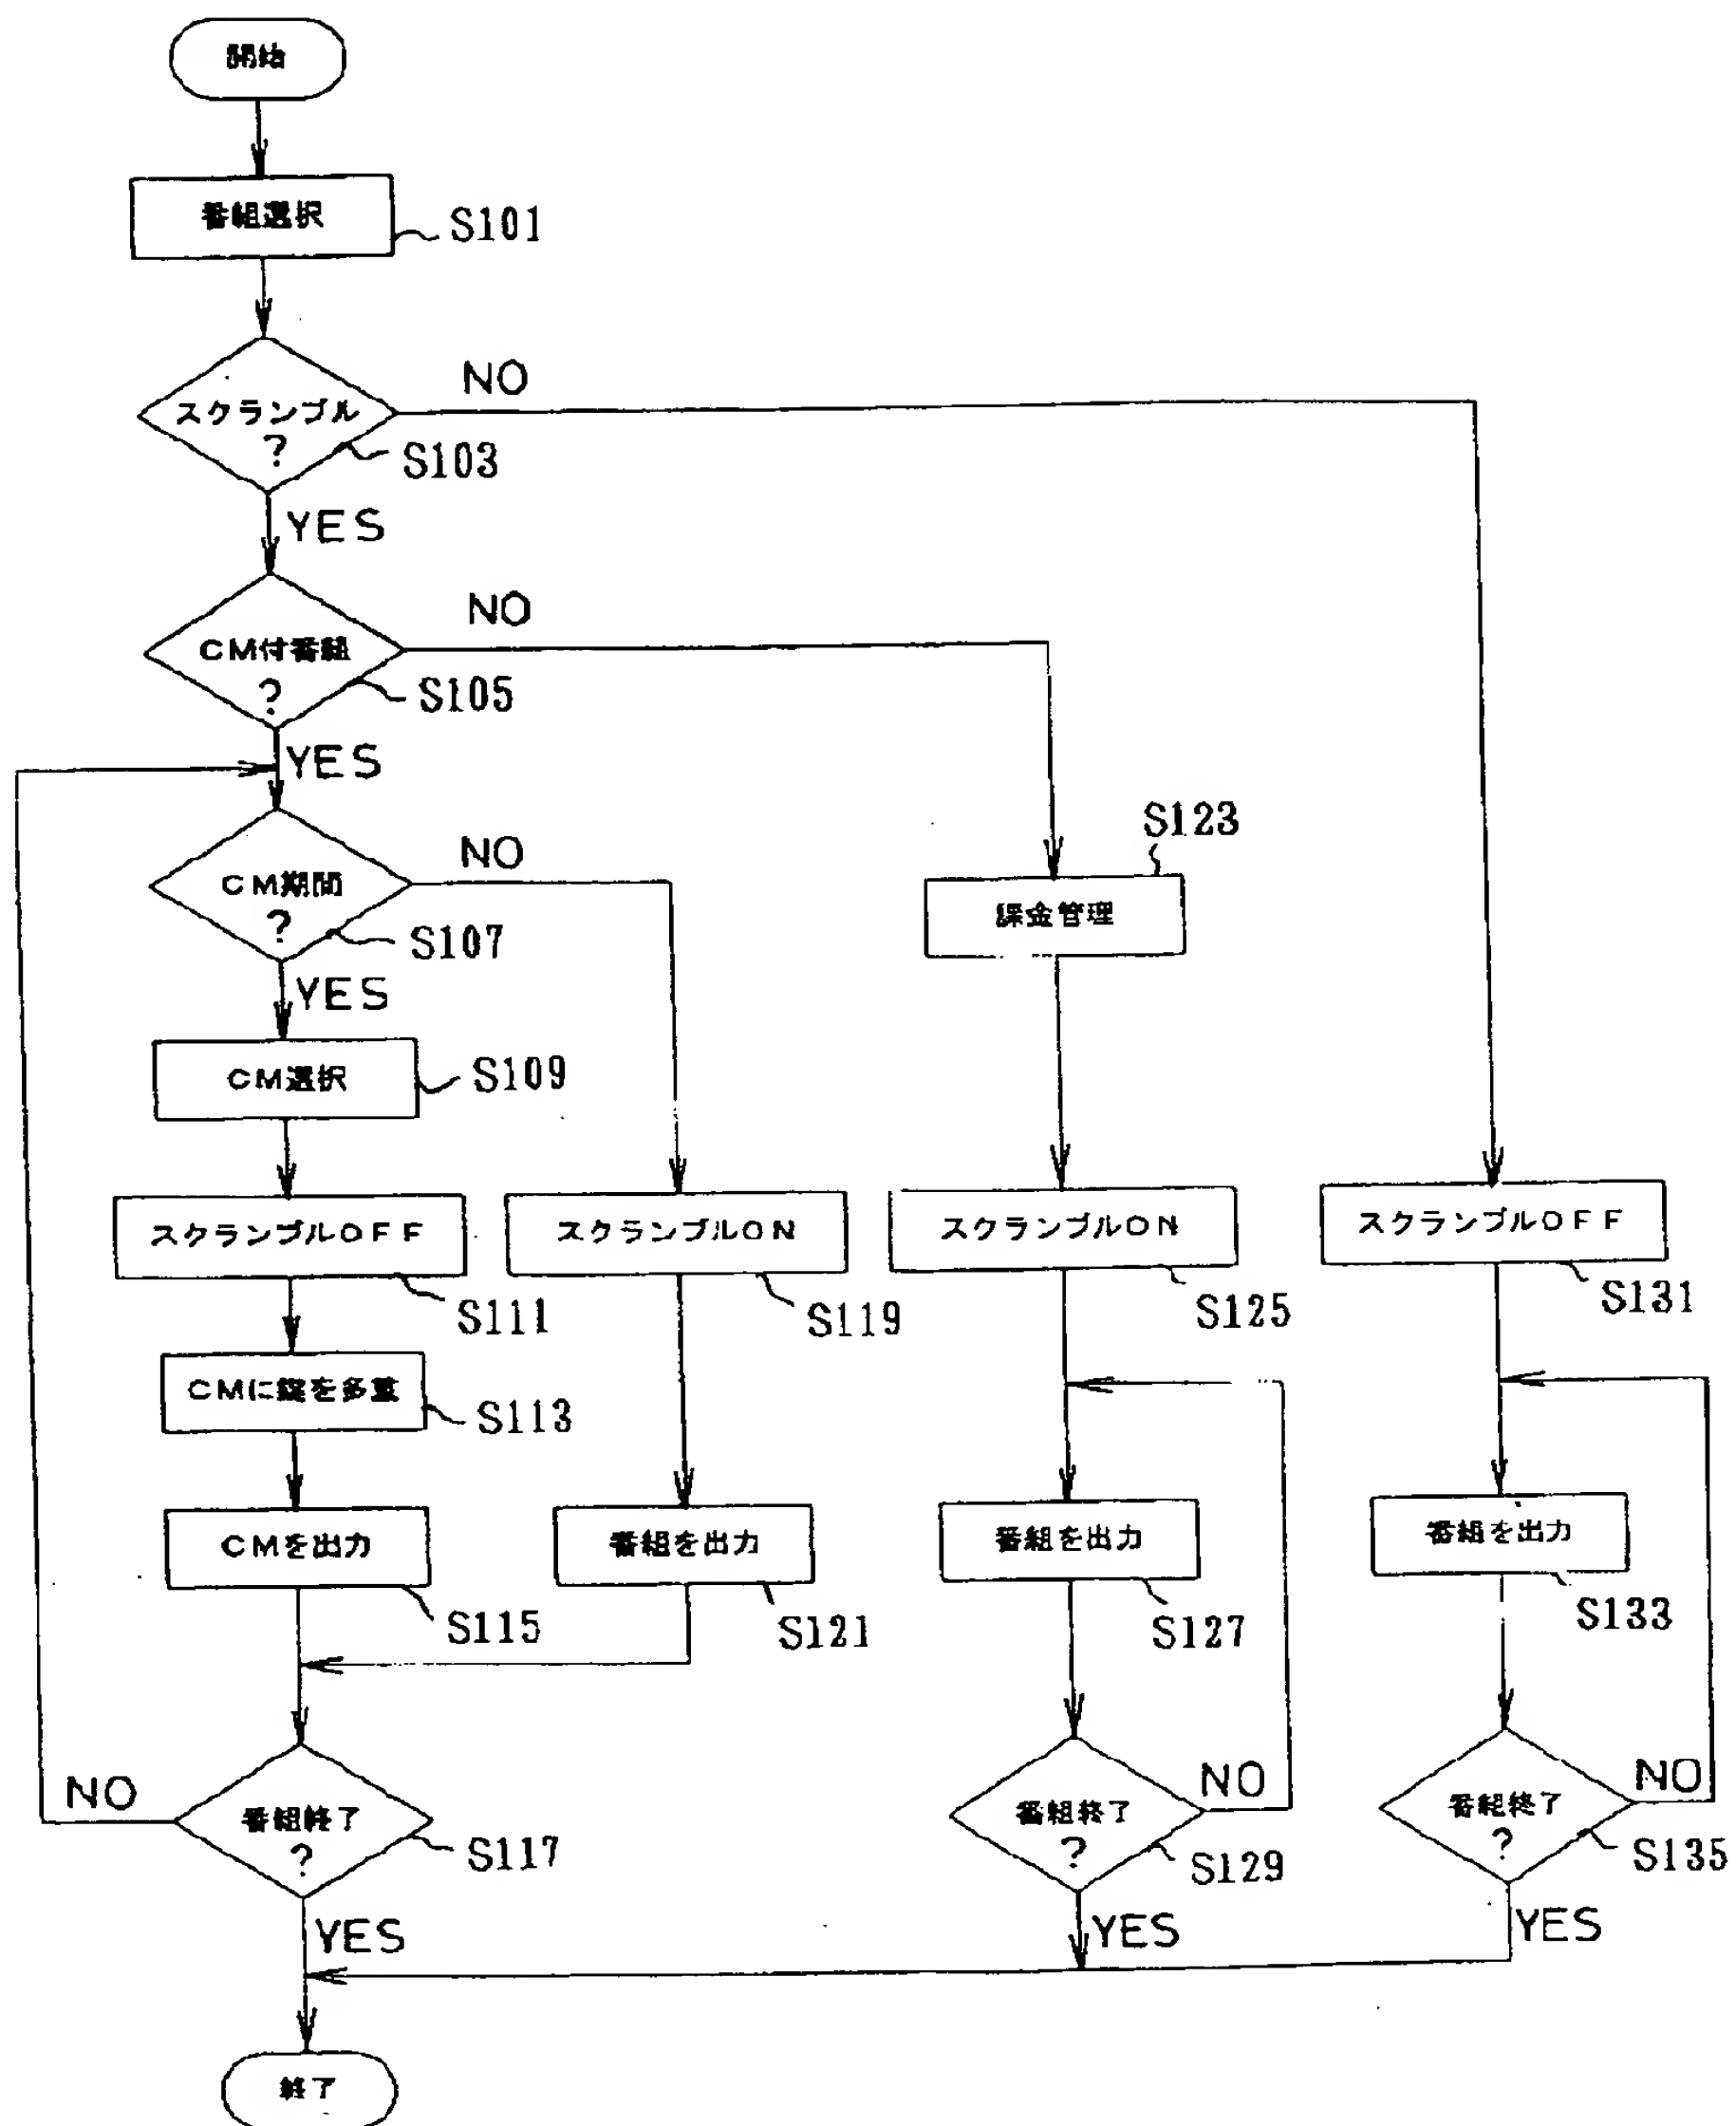 開始
番組選択
S101
スクランブル
?
NO
S103
YES
CM付番組
?
NO
S105
YES
CM期間
?
NO
S107
YES
S123
課金管理
CM選択
S109
スクランブルOFF
S111
スクランブルON
S119
スクランブルON
S125
スクランブルOFF
S131
CMに錠を多重
S113
CMを出力
S115
番組を出力
S121
番組を出力
S127
番組を出力
S133
番組終了
?
NO
S117
YES
番組終了
?
NO
S129
YES
番組終了
?
NO
S135
YES
終了